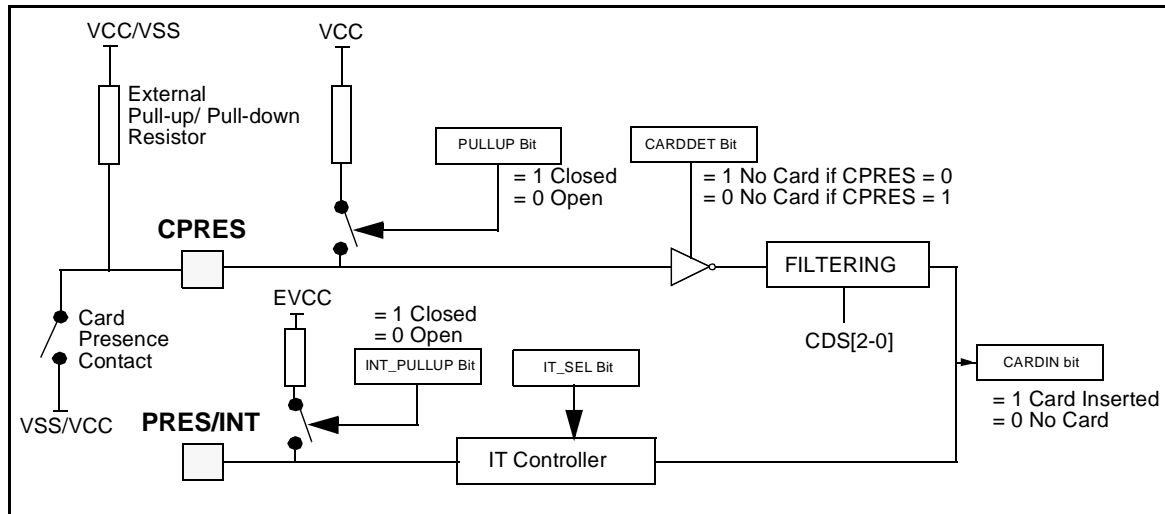 VCC/VSS
VCC
External
Pull-up/ Pull-down
Resistor
PULLUP Bit
= 1 Closed
= 0 Open
CARDDET Bit
= 1 No Card if CPRES = 0
= 0 No Card if CPRES = 1
CPRES
FILTERING
CDS[2-0]
Card
Presence
Contact
VSS/VCC
EVCC
= 1 Closed
= 0 Open
INT_PULLUP Bit
IT_SEL Bit
CARDIN bit
= 1 Card Inserted
= 0 No Card
PRES/INT
IT Controller